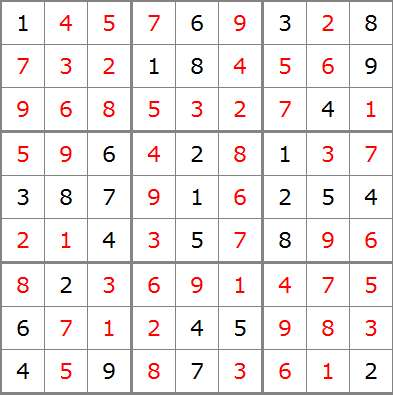 1 4 5 7 6 9 3 2 8
7 3 2 1 8 4 5 6 9
9 6 8 5 3 2 7 4 1
5 9 6 4 2 8 1 3 7
3 8 7 9 1 6 2 5 4
2 1 4 3 5 7 8 9 6
8 2 3 6 9 1 4 7 5
6 7 1 2 4 5 9 8 3
4 5 9 8 7 3 6 1 2